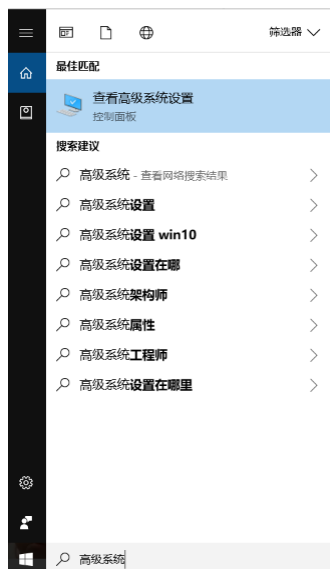 筛选器
最佳匹配
查看高级系统设置
控制面板
搜索建议
高级系统 - 查看网络搜索结果
高级系统设置
高级系统设置 win10
高级系统设置在哪
高级系统架构师
高级系统属性
高级系统工程师
高级系统设置在哪里
高级系统